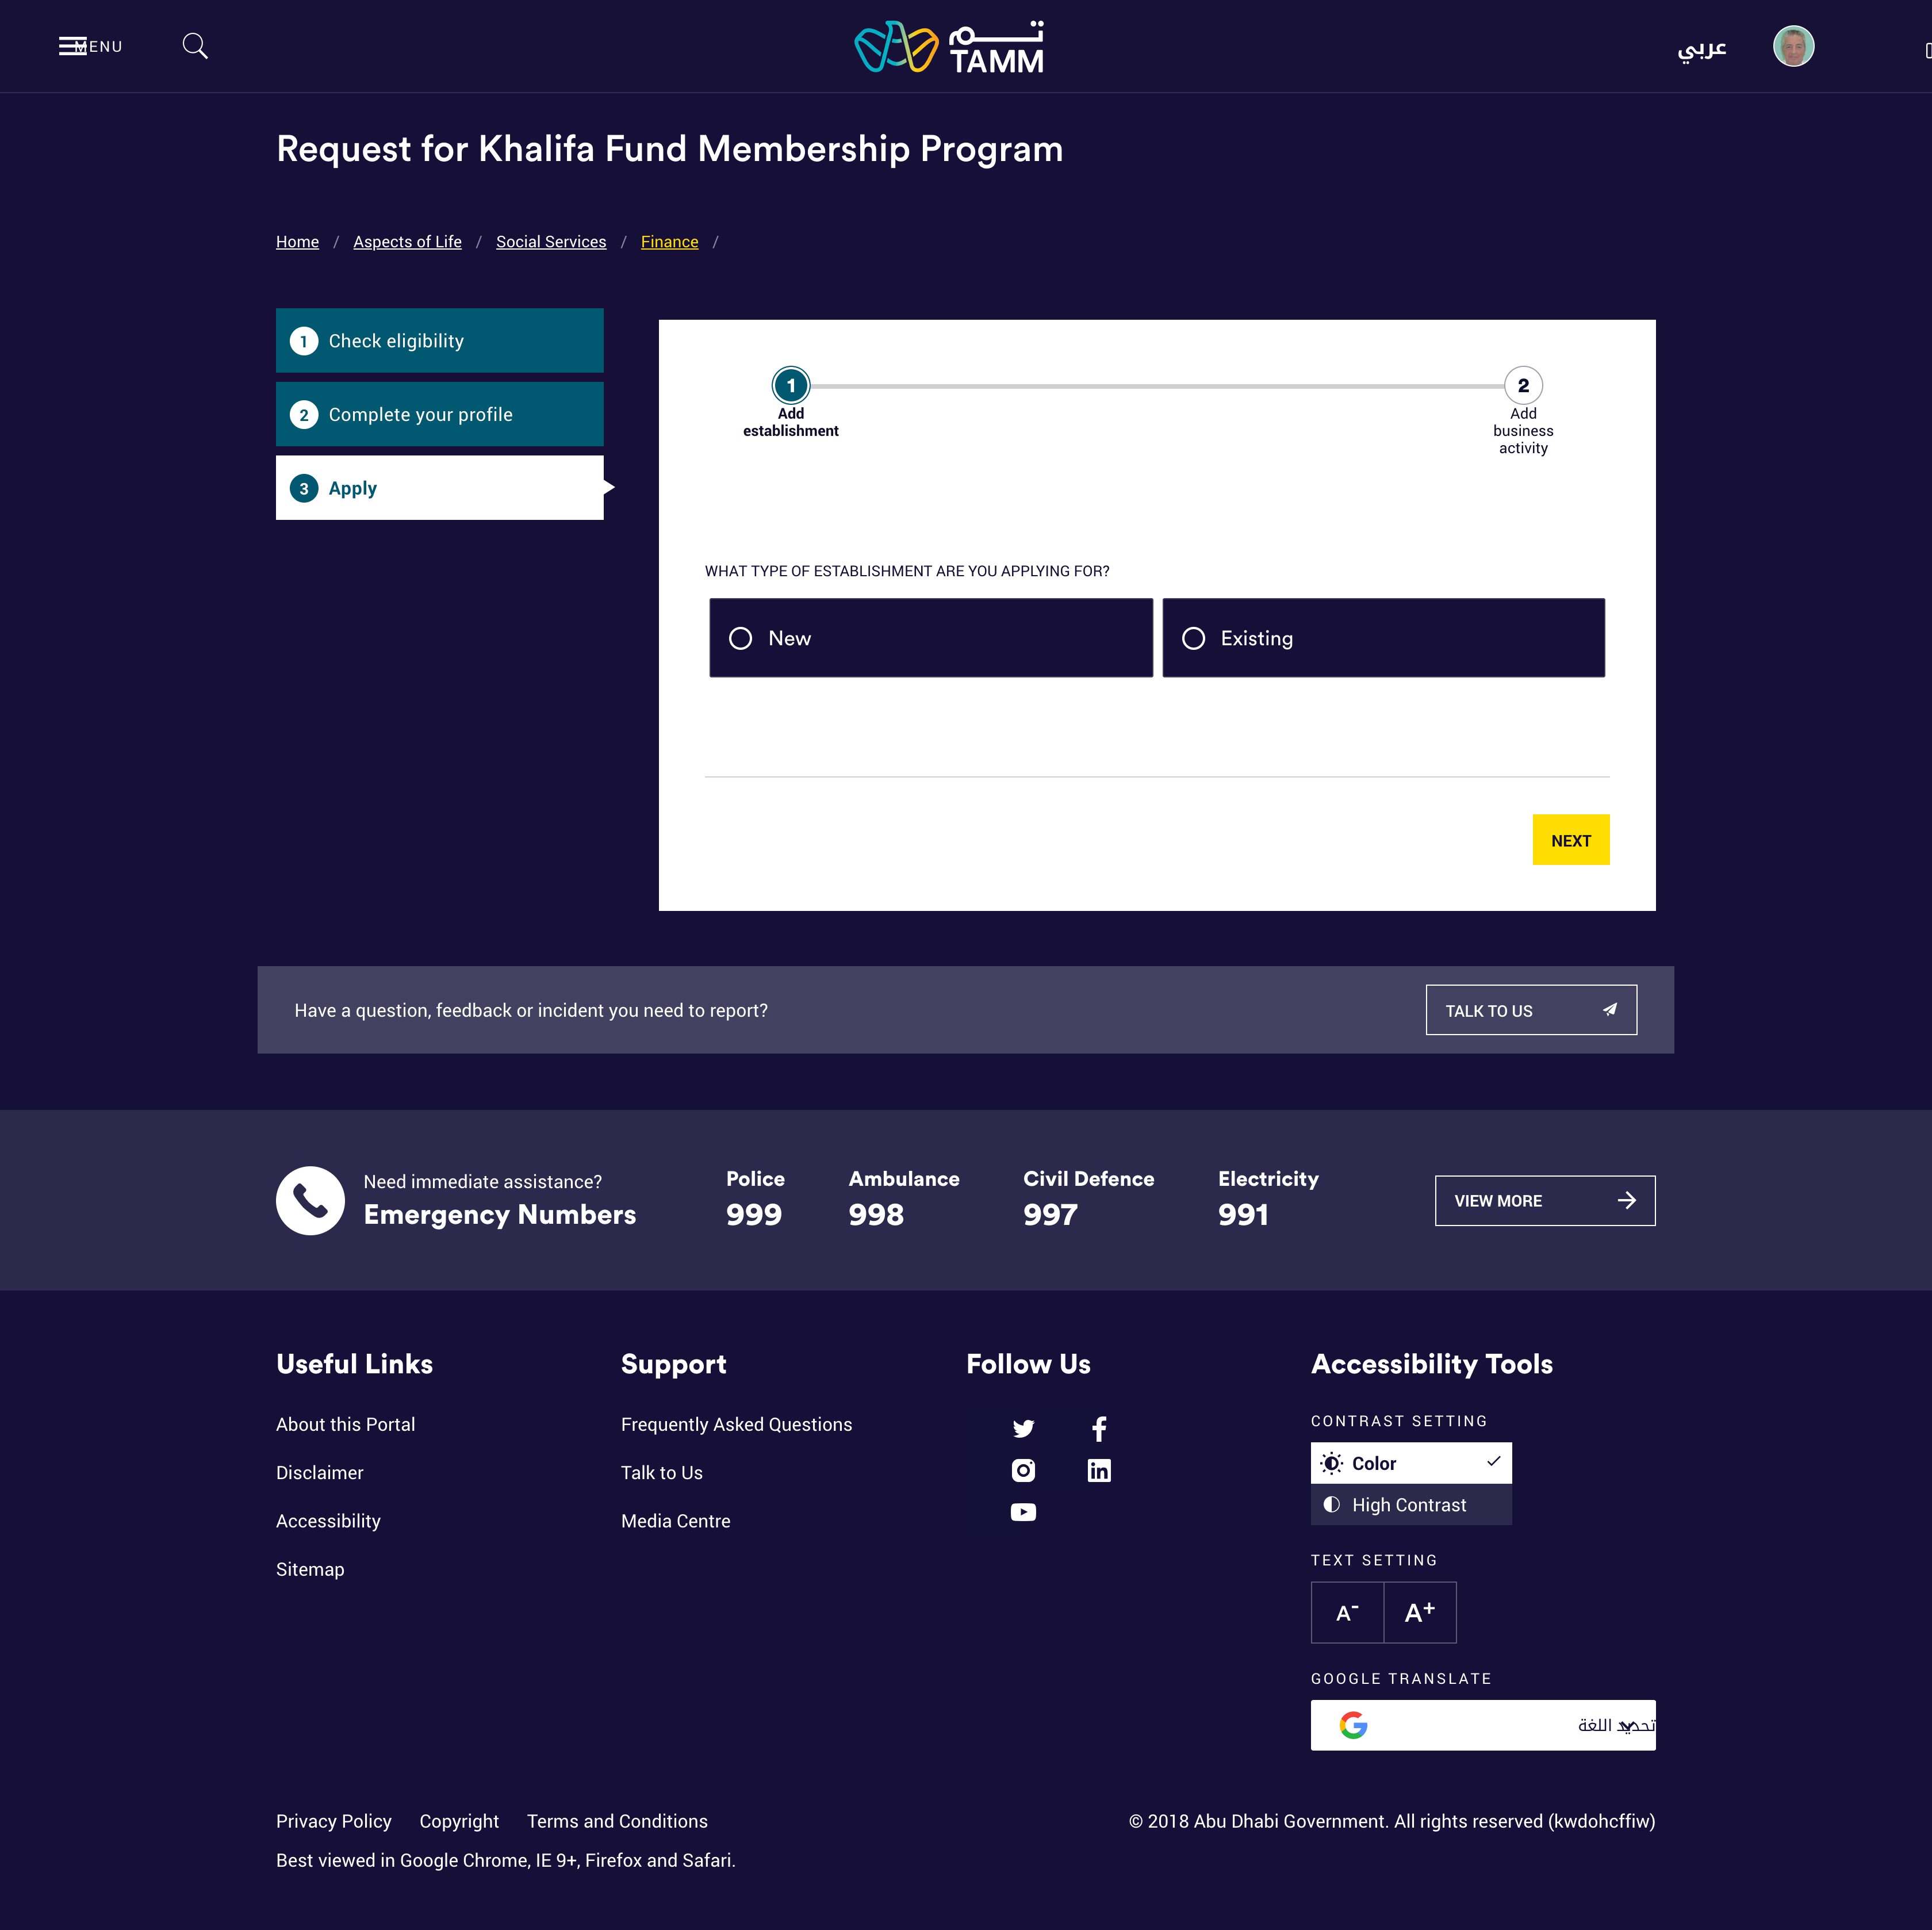 MENU
تم
TAMM
عربي
Request for Khalifa Fund Membership Program
Home / Aspects of Life / Social Services / Finance /
1 Check eligibility
2 Complete your profile
3 Apply
1
Add
establishment
2
Add
business
activity
WHAT TYPE OF ESTABLISHMENT ARE YOU APPLYING FOR?
New
Existing
NEXT
Have a question, feedback or incident you need to report?
TALK TO US
Need immediate assistance?
Emergency Numbers
Police
999
Ambulance
998
Civil Defence
997
Electricity
991
VIEW MORE
Useful Links
About this Portal
Disclaimer
Accessibility
Sitemap
Support
Frequently Asked Questions
Talk to Us
Media Centre
Follow Us
Accessibility Tools
CONTRAST SETTING
Color
High Contrast
TEXT SETTING
A-
A+
GOOGLE TRANSLATE
تحديد اللغة
Privacy Policy Copyright Terms and Conditions
© 2018 Abu Dhabi Government. All rights reserved (kwdohcffiw)
Best viewed in Google Chrome, IE 9+, Firefox and Safari.